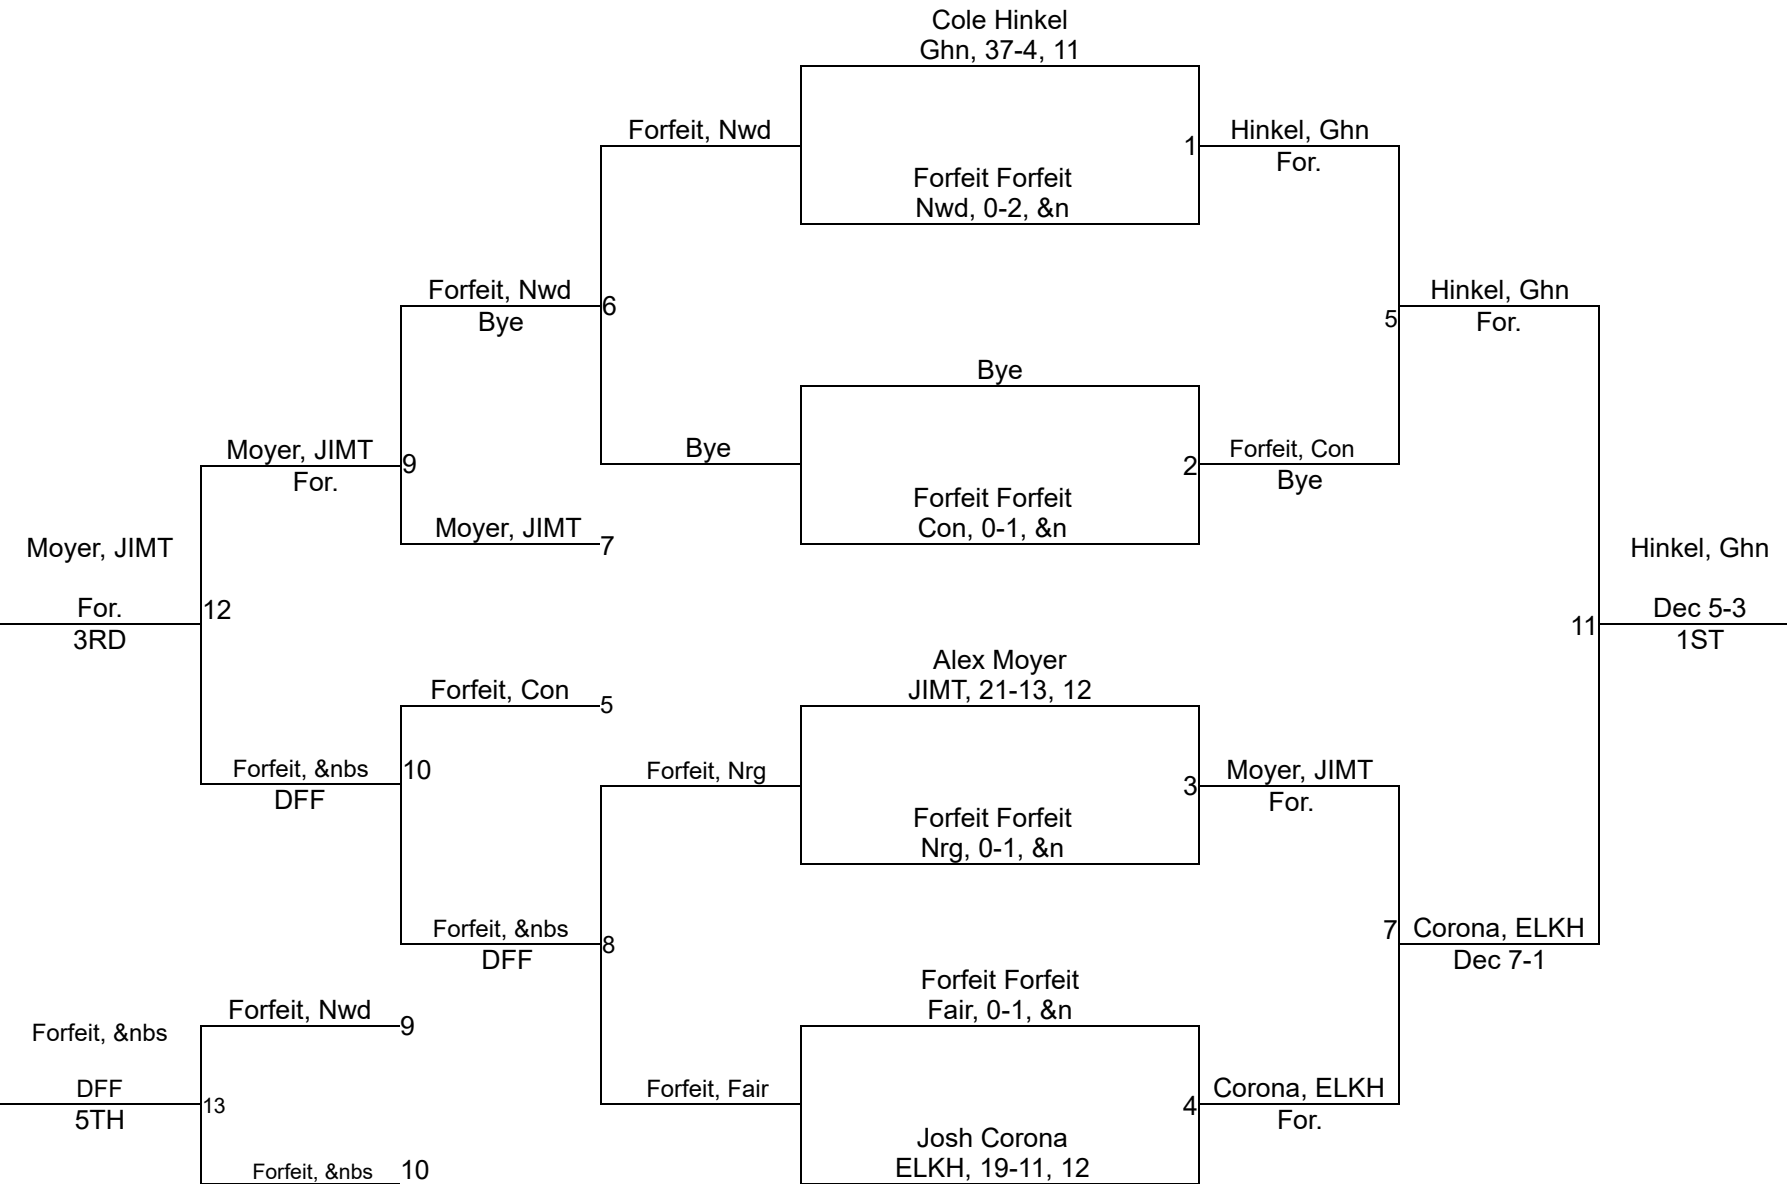 Cole Hinkel
Ghn, 37-4, 11
Forfeit, Nwd
1
Hinkel, Ghn
For.
Forfeit Forfeit
Nwd, 0-2, &n
Forfeit, Nwd
Bye
6
5
Hinkel, Ghn
For.
Bye
Moyer, JIMT
For.
9
Bye
2
Forfeit, Con
Bye
Forfeit Forfeit
Con, 0-1, &n
Moyer, JIMT
7
Moyer, JIMT
For.
3RD
12
Hinkel, Ghn
Dec 5-3
1ST
11
Alex Moyer
JIMT, 21-13, 12
Forfeit, Con
5
Forfeit, &nbs
DFF
10
Forfeit, Nrg
3
Moyer, JIMT
For.
Forfeit Forfeit
Nrg, 0-1, &n
Forfeit, &nbs
DFF
8
7
Corona, ELKH
Dec 7-1
Forfeit Forfeit
Fair, 0-1, &n
Forfeit, Nwd
9
Forfeit, &nbs
DFF
5TH
13
Forfeit, Fair
4
Corona, ELKH
For.
Josh Corona
ELKH, 19-11, 12
Forfeit, &nbs
10